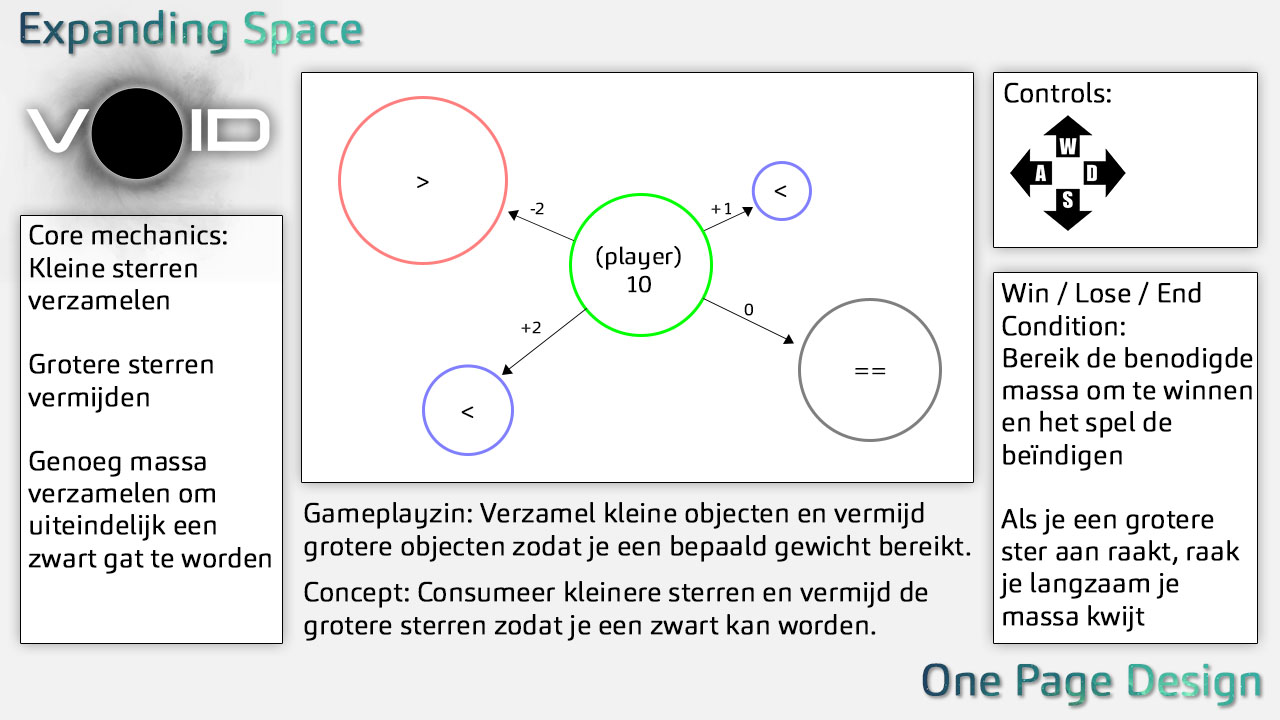 Expanding Space
VOID
Core mechanics:
Kleine sterren
verzamelen
Grotere sterren
vermijden
Genoeg massa
verzamelen om
uiteindelijk een
zwart gat te worden
>
-2
+1
<
(player)
10
+2
0
<
==
Gameplayzin: Verzamel kleine objecten en vermijd
grotere objecten zodat je een bepaald gewicht bereikt.
Concept: Consumeer kleinere sterren en vermijd de
grotere sterren zodat je een zwart kan worden.
Controls:
W
A D
S
Win / Lose / End
Condition:
Bereik de benodigde
massa om te winnen
en het spel de
beïndigen
Als je een grotere
ster aan raakt, raak
je langzaam je
massa kwijt
One Page Design